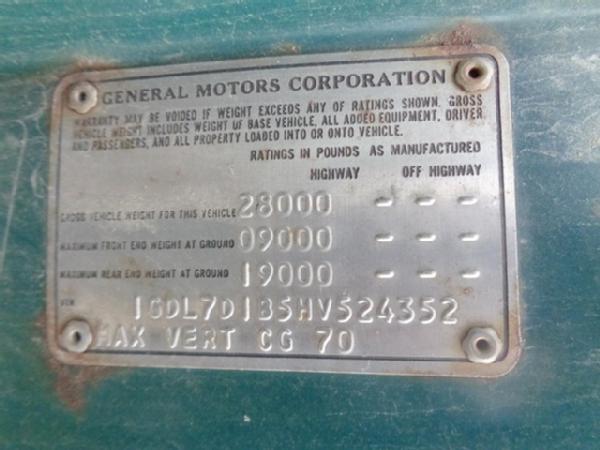 GENERAL MOTORS CORPORATION
WARRANTY MAY BE VOIDED IF WEIGHT EXCEEDS ANY OF RATINGS SHOWN. GROSS
VEHICLE WEIGHT INCLUDES WEIGHT OF BASE VEHICLE, ALL ADDED EQUIPMENT, DRIVER
AND PASSENGERS, AND ALL PROPERTY LOADED INTO OR ONTO VEHICLE.
RATINGS IN POUNDS AS MANUFACTURED
HIGHWAY OFF HIGHWAY
GROSS VEHICLE WEIGHT FOR THIS VEHICLE 28000 - - -
MAXIMUM FRONT END WEIGHT AT GROUND 09000 - - -
MAXIMUM REAR END WEIGHT AT GROUND 19000 - - -
1GDL7D1B5HV524352
MAX VERT CG 70